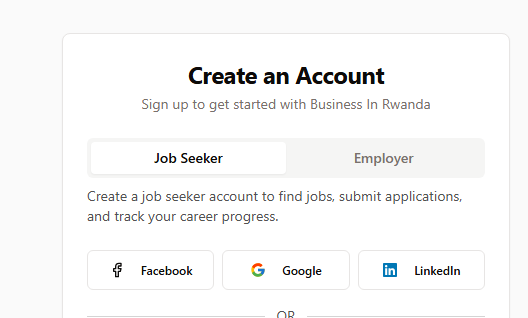 Create an Account
Sign up to get started with Business In Rwanda
Job Seeker
Employer
Create a job seeker account to find jobs, submit applications,
and track your career progress.
Facebook
Google
LinkedIn
OR